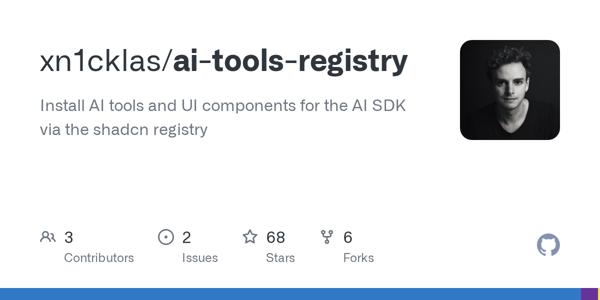 xn1cklas/ai-tools-registry
Install AI tools and UI components for the AI SDK
via the shadcn registry
3
Contributors
2
Issues
68
Stars
6
Forks